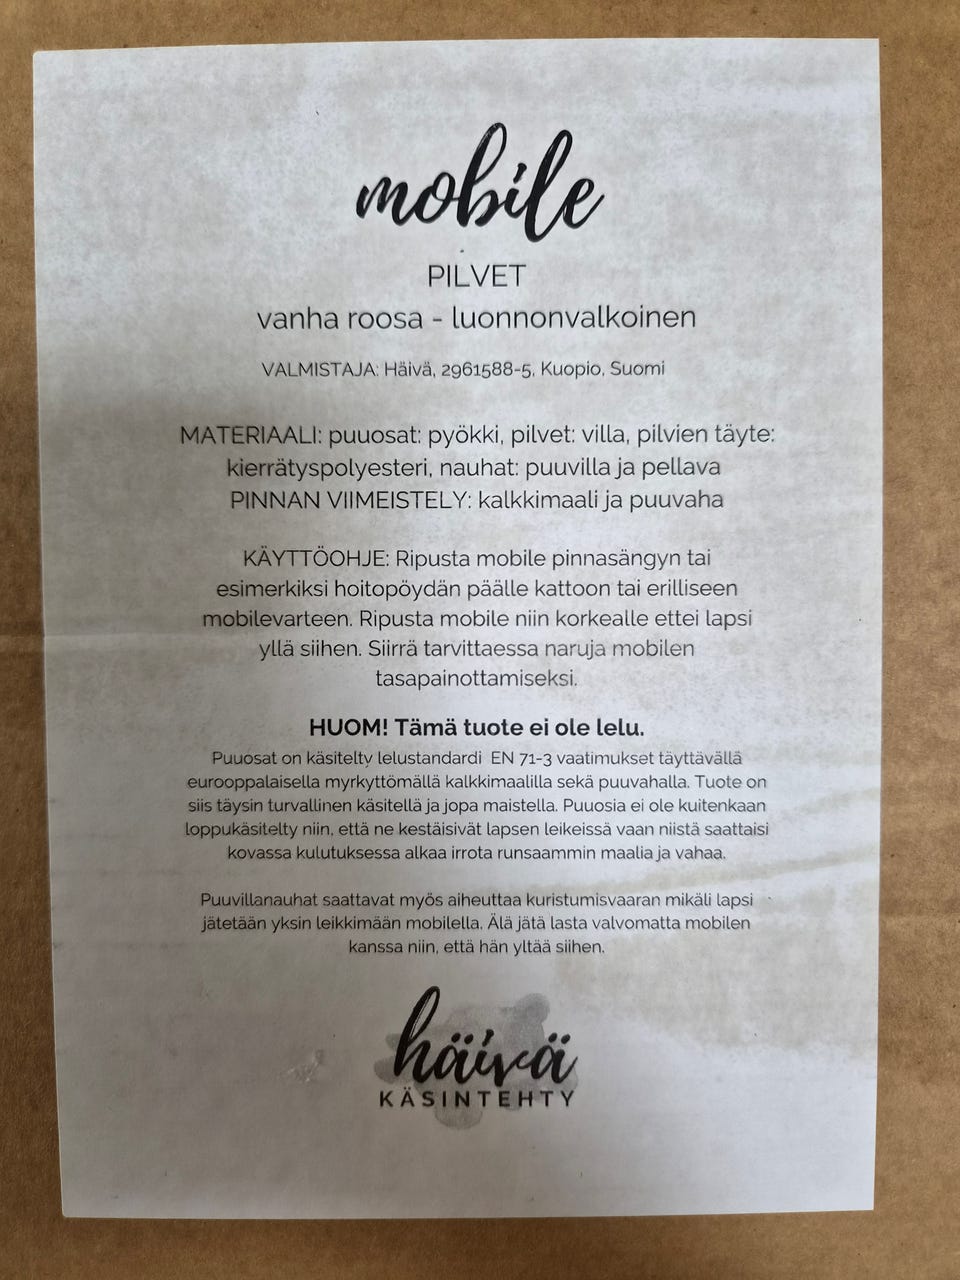 mobile
PILVET
vanha roosa - luonnonvalkoinen
VALMISTAJA: Häivä, 2961588-5, Kuopio, Suomi
MATERIAALI: puuosat: pyökki, pilvet: villa, pilvien täyte:
kierrätyspolyesteri, nauhat: puuvilla ja pellava
PINNAN VIIMEISTELY: kalkkimaali ja puuvaha
KÄYTTÖOHJE: Ripusta mobile pinnasängyn tai
esimerkiksi hoitopöydän päälle kattoon tai erilliseen
mobilevarteen. Ripusta mobile niin korkealle ettei lapsi
yllä siihen. Siirrä tarvittaessa naruja mobilen
tasapainottamiseksi.
HUOM! Tämä tuote ei ole lelu.
Puuosat on käsitelty lelustandardi EN 71-3 vaatimukset täyttävällä
eurooppalaisella myrkyttömällä kalkkimaalilla sekä puuvahalla. Tuote on
siis täysin turvallinen käsitellä ja jopa maistella. Puuosia ei ole kuitenkaan
loppukäsitelty niin, että ne kestäisivät lapsen leikeissä vaan niistä saattaisi
kovassa kulutuksessa alkaa irrota runsaammin maalia ja vahaa.
Puuvillanauhat saattavat myös aiheuttaa kuristumisvaaran mikäli lapsi
jätetään yksin leikkimään mobilella. Älä jätä lasta valvomatta mobilen
kanssa niin, että hän yltää siihen.
häivä
KÄSINTEHTY